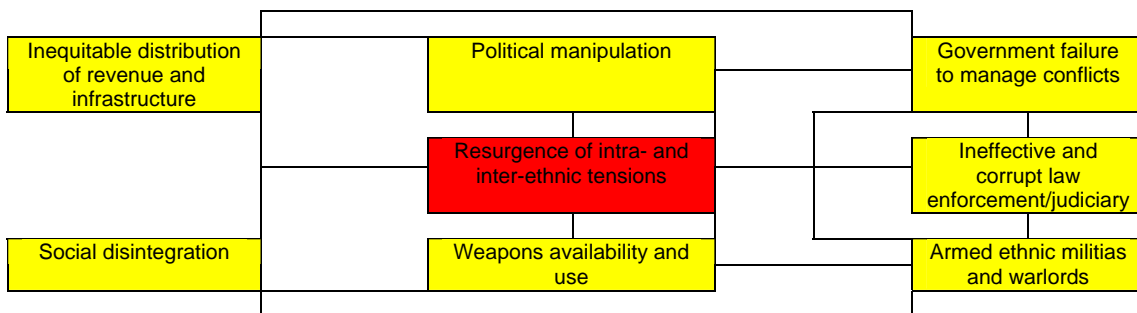 Inequitable distribution
of revenue and
infrastructure
Political manipulation
Government failure
to manage conflicts
Resurgence of intra- and
inter-ethnic tensions
Ineffective and
corrupt law
enforcement/judiciary
Social disintegration
Weapons availability and
use
Armed ethnic militias
and warlords